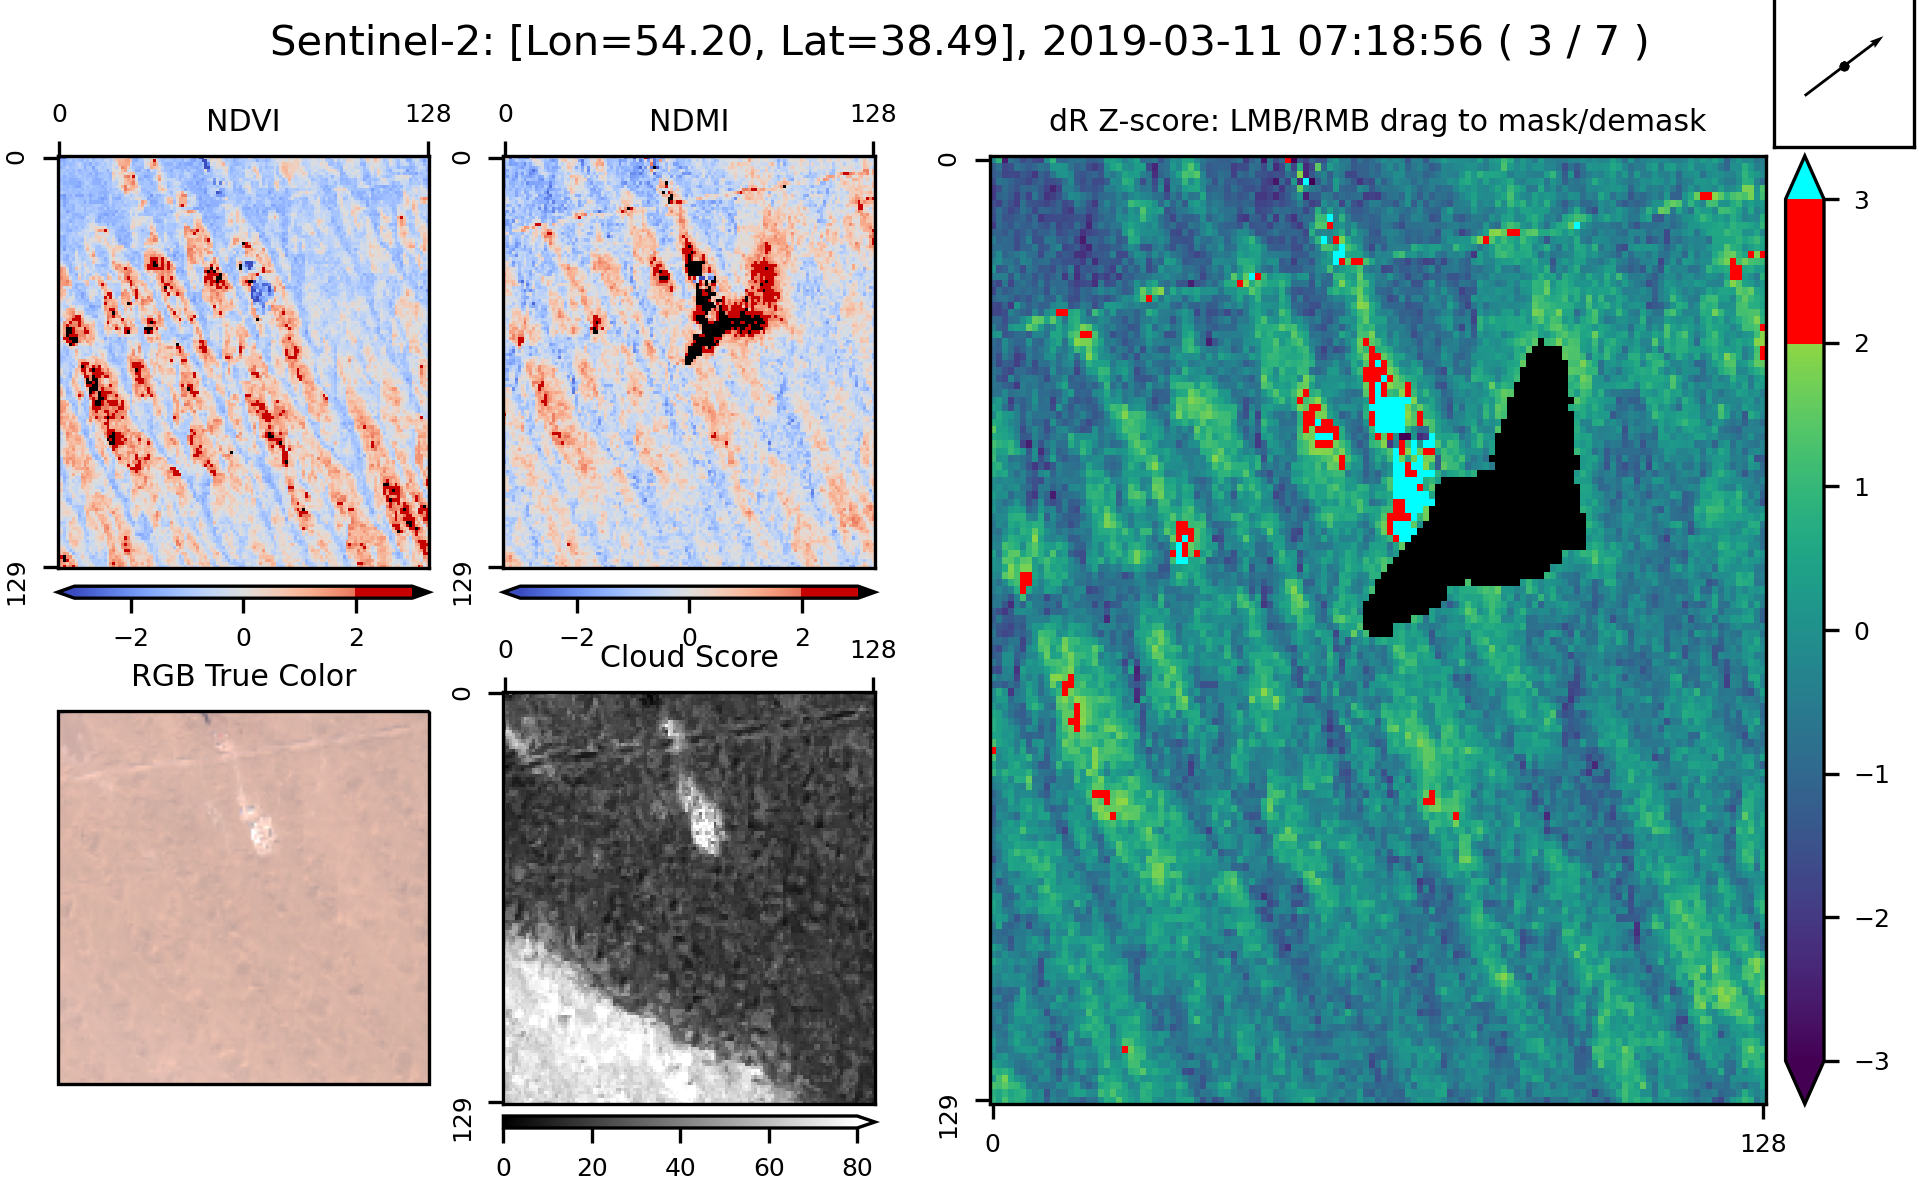 Sentinel-2: [Lon=54.20, Lat=38.49], 2019-03-11 07:18:56 ( 3 / 7 )
0 NDVI 128
0 NDMI 128
dR Z-score: LMB/RMB drag to mask/demask
0
0
0
3
2
1
0
−1
−2
−3
129
129
−2 0 2
−2 0 2
RGB True Color
0 Cloud Score 128
0
129
129
0 128
0 20 40 60 80